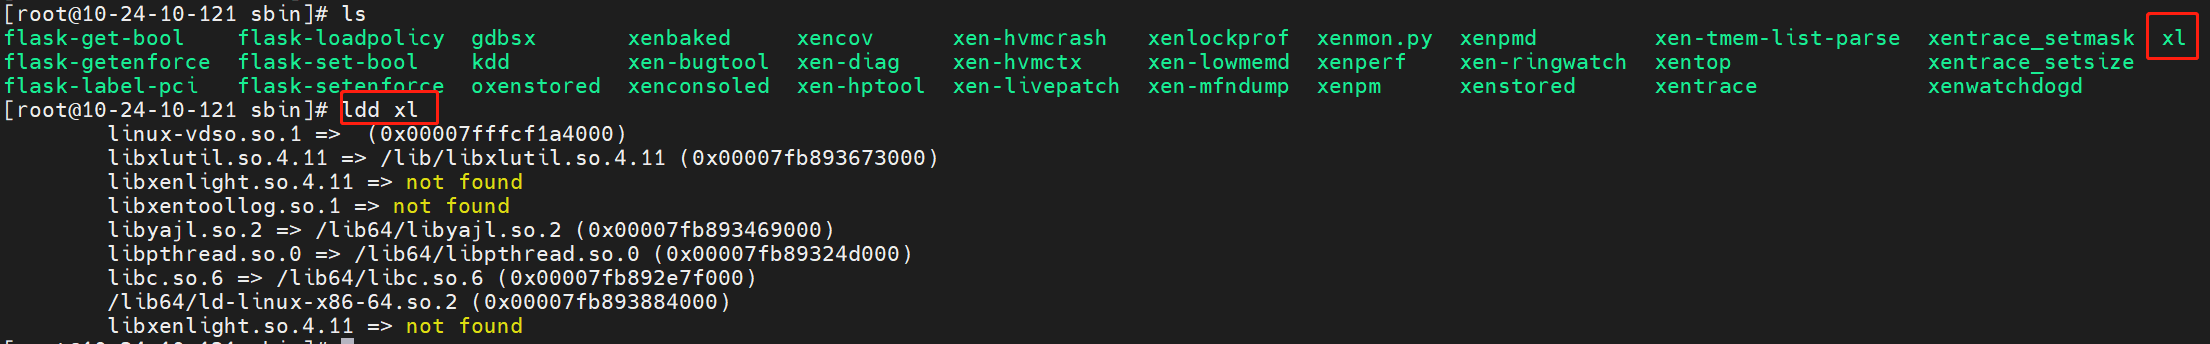 [root@10-24-10-121 sbin]# ls
flask-get-bool flask-loadpolicy gdbsx xenbaked xencov xen-hvmcrash xenlockprof xenmon.py xenpmd xen-tmem-list-parse xentrace_setmask xl
flask-getenforce flask-set-bool kdd xen-bugtool xen-diag xen-hvmctx xen-lowmemd xenperf xen-ringwatch xentop xentrace_setsize
flask-label-pci flask-setenforce oxenstored xenconsoled xen-hptool xen-livepatch xen-mfndump xenpm xenstored xentrace xenwatchdogd
[root@10-24-10-121 sbin]# ldd xl
linux-vdso.so.1 => (0x00007fffcf1a4000)
libxlutil.so.4.11 => /lib/libxlutil.so.4.11 (0x00007fb893673000)
libxenlight.so.4.11 => not found
libxentoollog.so.1 => not found
libyajl.so.2 => /lib64/libyajl.so.2 (0x00007fb893469000)
libpthread.so.0 => /lib64/libpthread.so.0 (0x00007fb89324d000)
libc.so.6 => /lib64/libc.so.6 (0x00007fb892e7f000)
/lib64/ld-linux-x86-64.so.2 (0x00007fb893884000)
libxenlight.so.4.11 => not found
[root@10-24-10-121 sbin]#